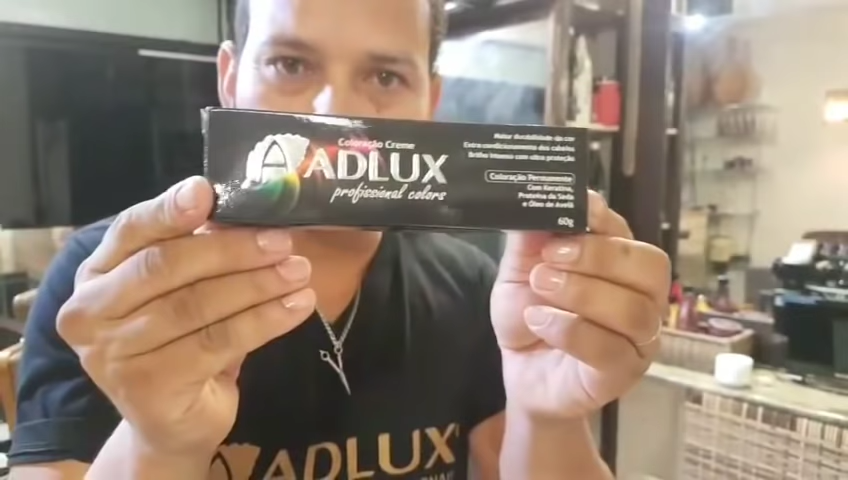 Coloração Creme
A ADLUX
professional colors
Maior durabilidade da cor
Extra condicionamento dos cabelos
Brilho intenso com ultra proteção
Coloração Permanente
Com Keratina,
Proteína da Seda
e Óleo de Avelã
60g
ADLUX